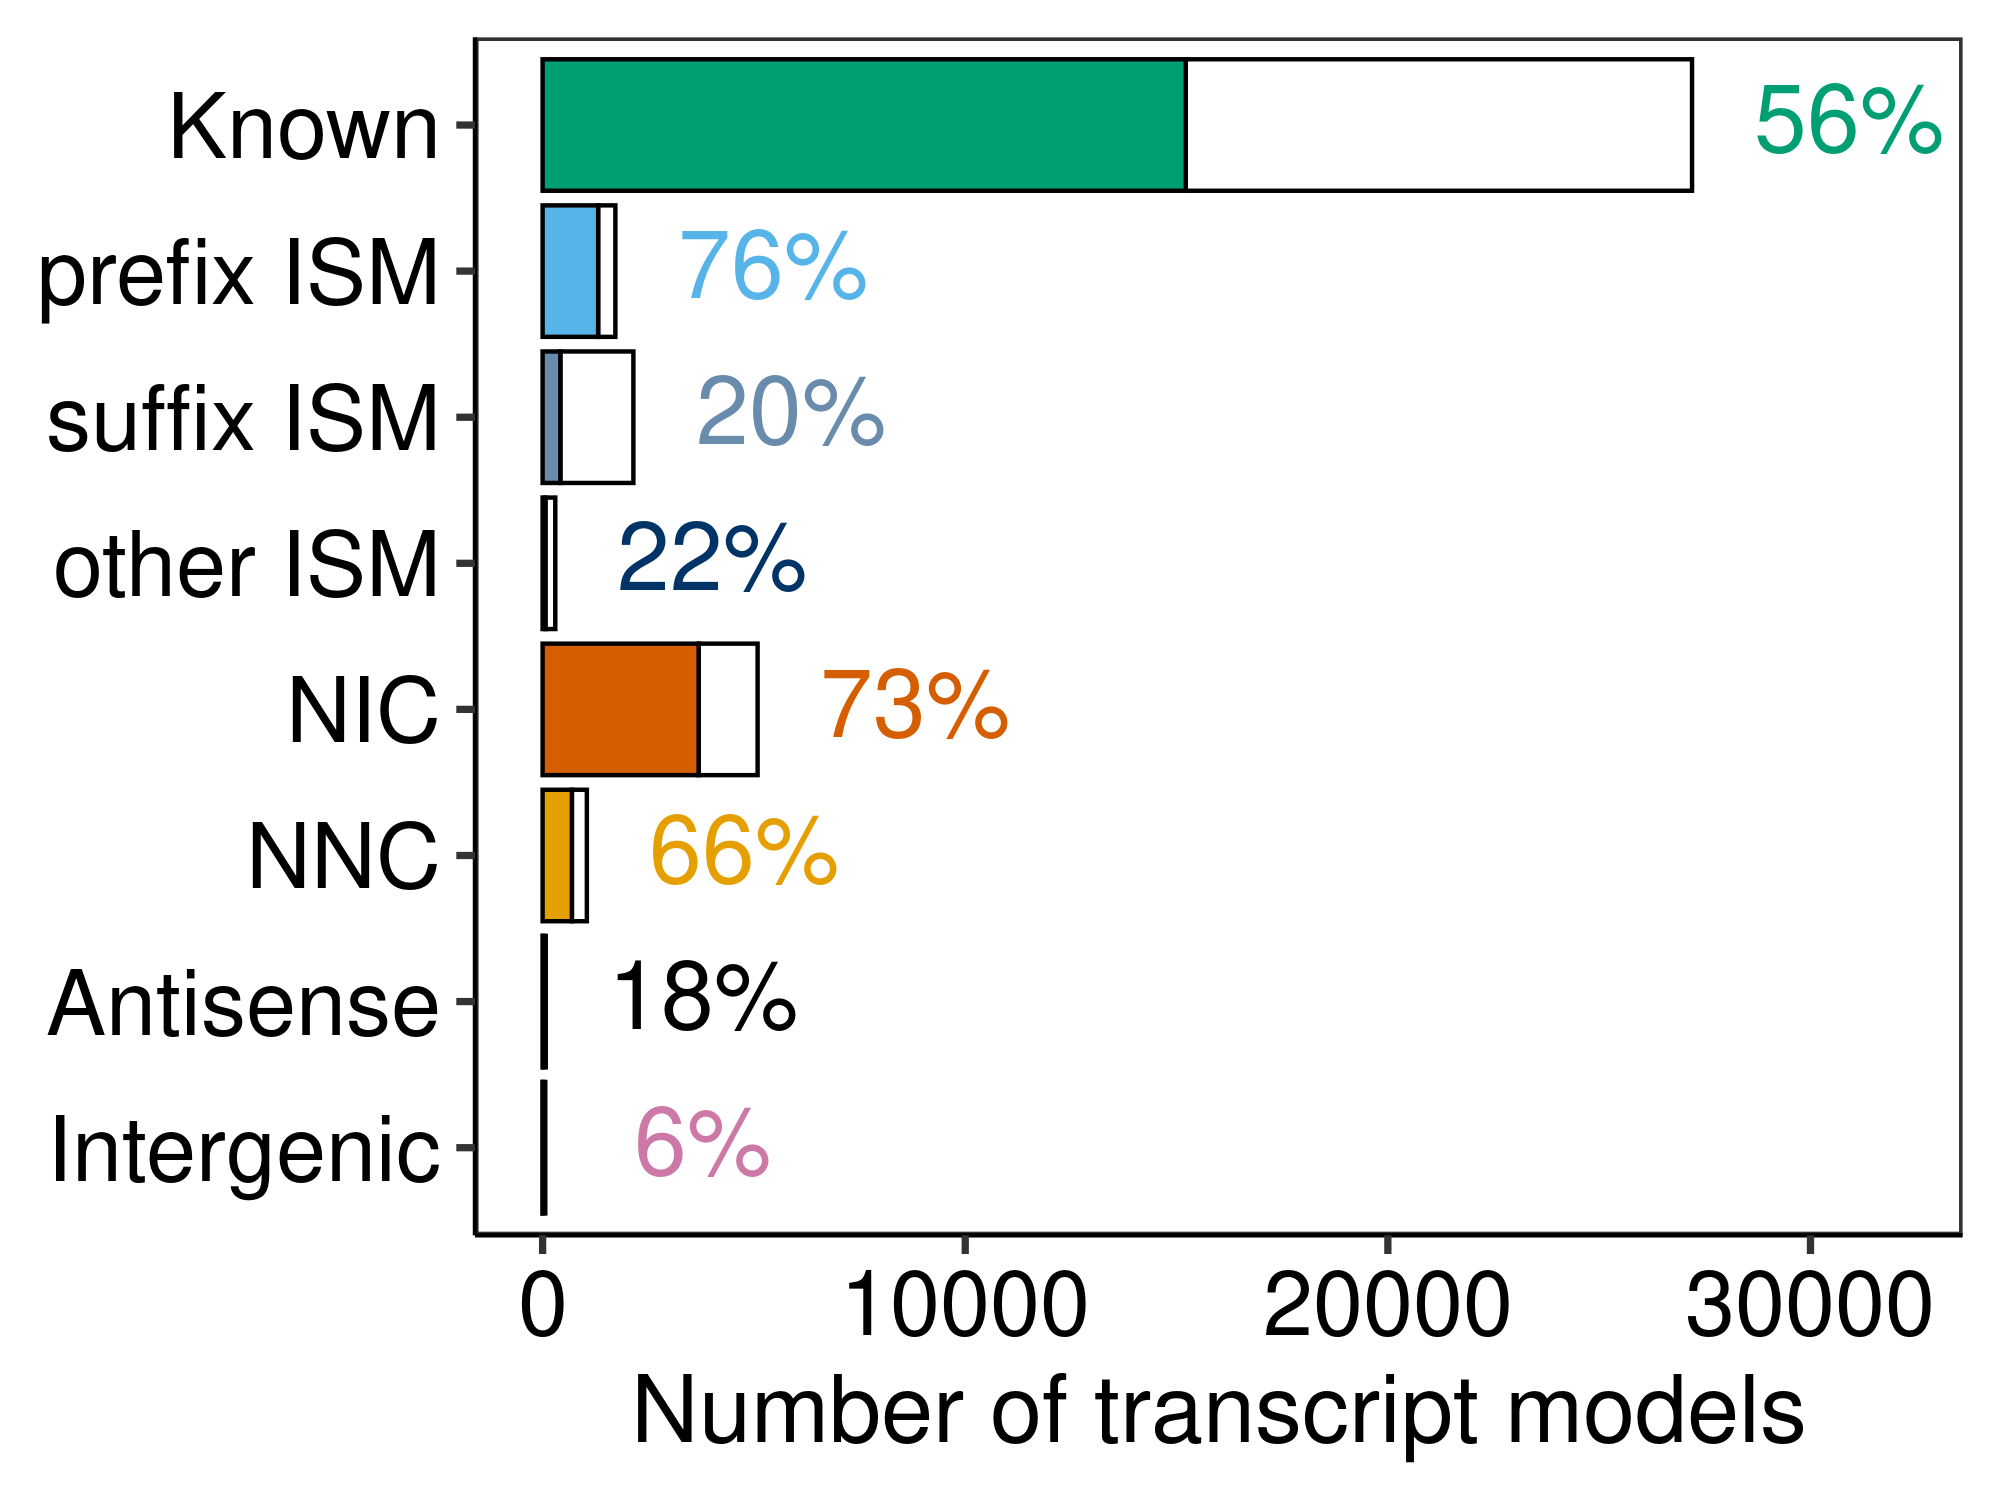 Known 56%
prefix ISM 76%
suffix ISM 20%
other ISM 22%
NIC 73%
NNC 66%
Antisense 18%
Intergenic 6%
0 10000 20000 30000
Number of transcript models